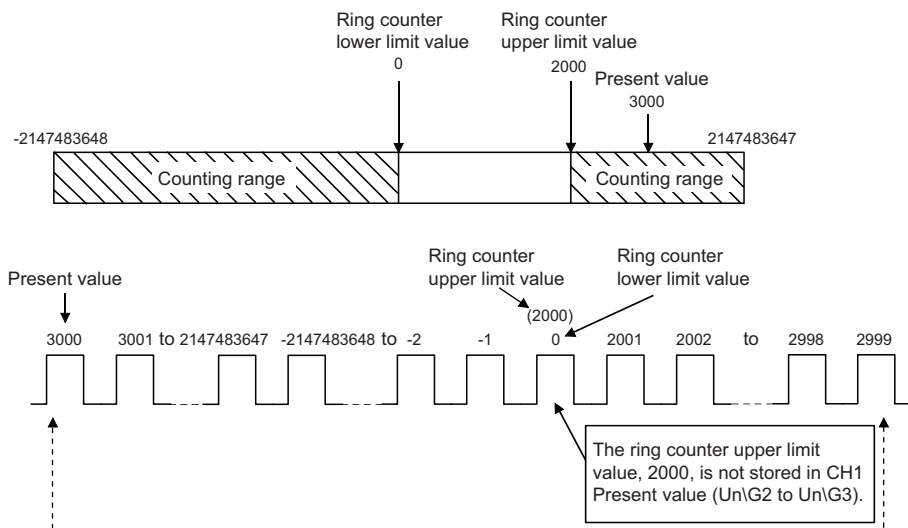 Ring counter
lower limit value
0
Ring counter
upper limit value
2000
Present value
3000
-2147483648
2147483647
Counting range
Counting range
Present value
Ring counter
upper limit value
Ring counter
lower limit value
(2000)
3000 3001 to 2147483647 -2147483648 to -2 -1 0 2001 2002 to 2998 2999
The ring counter upper limit
value, 2000, is not stored in CH1
Present value (Un\G2 to Un\G3).